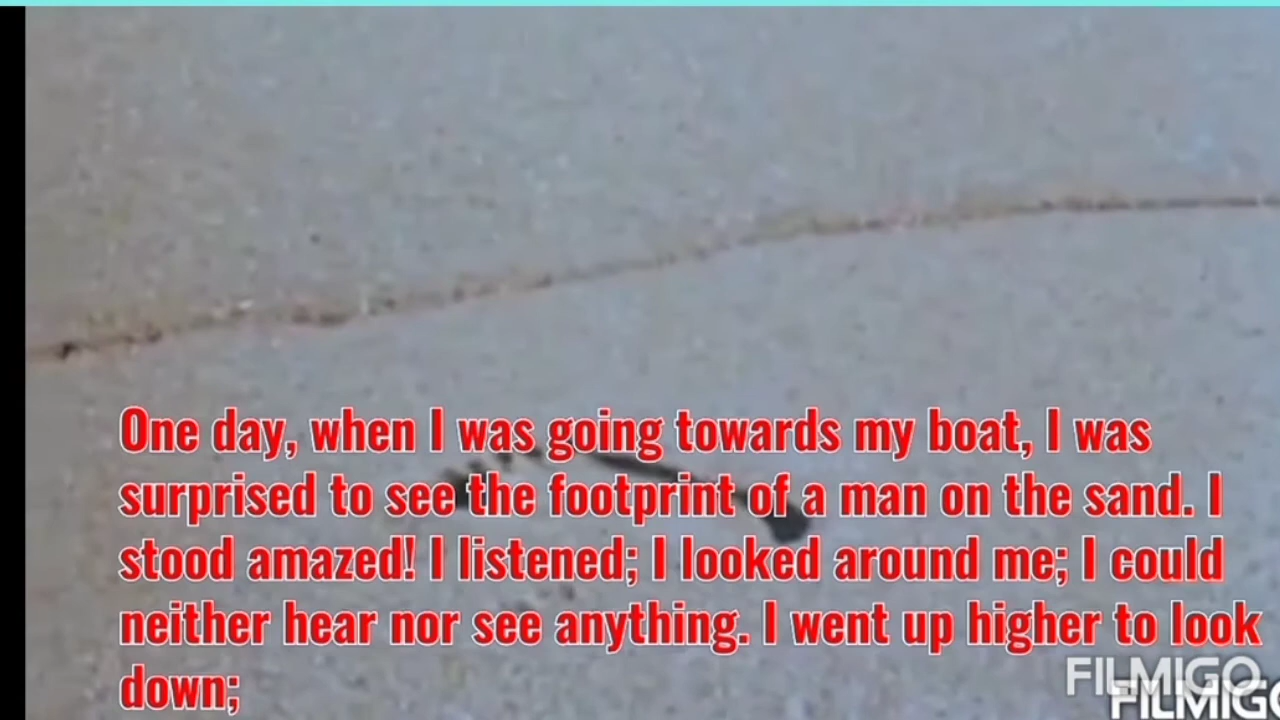 One day, when I was going towards my boat, I was
surprised to see the footprint of a man on the sand. I
stood amazed! I listened; I looked around me; I could
neither hear nor see anything. I went up higher to look
down;
FILMIGO
FILMIGO